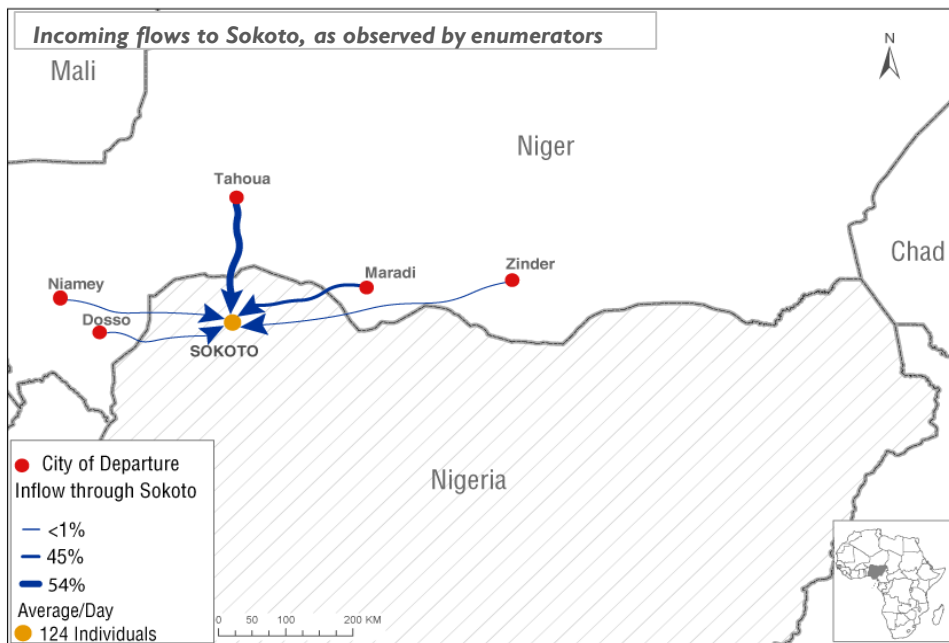 Incoming flows to Sokoto, as observed by enumerators
N
Mali
Niger
Tahoua
Chad
Zinder
Maradi
Niamey
Dosso
SOKOTO
Nigeria
City of Departure
Inflow through Sokoto
<1%
45%
54%
Average/Day
124 Individuals
0 50 100 200 KM